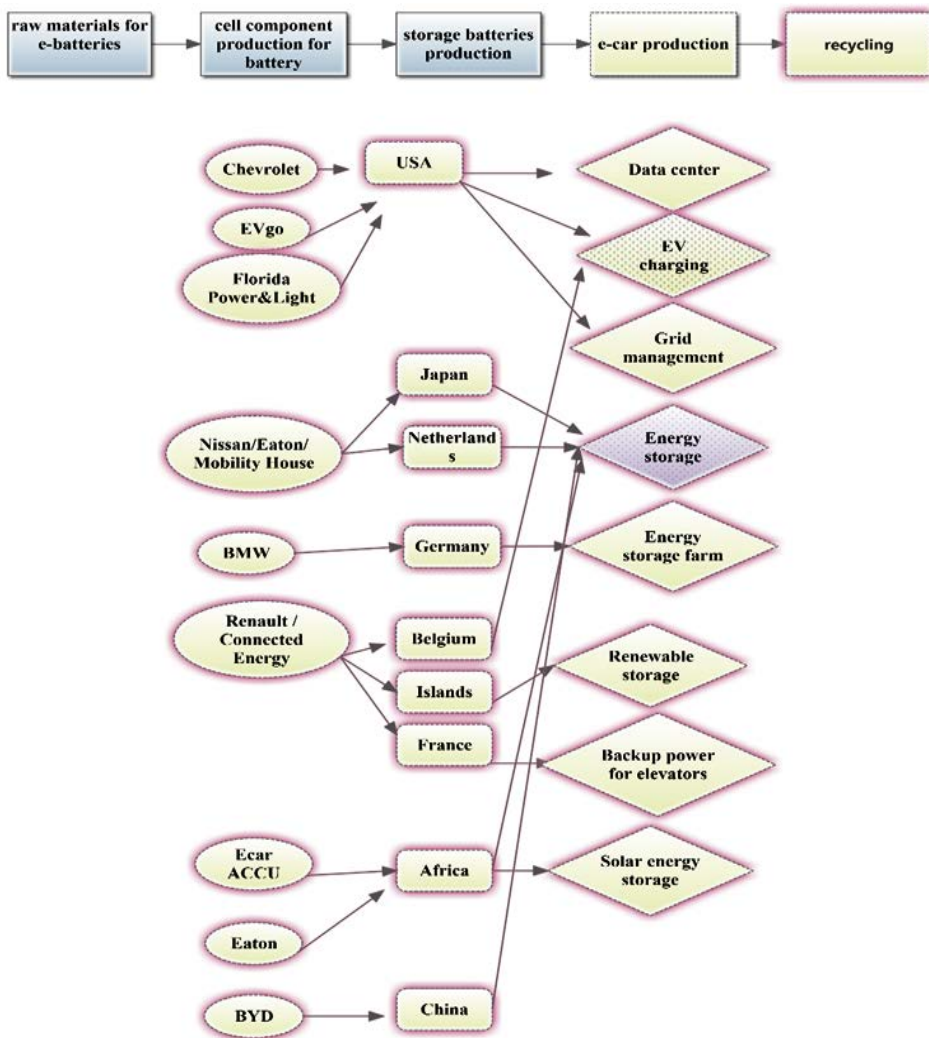 raw materials for
e-batteries
cell component
production for
battery
storage batteries
production
e-car production
recycling
Chevrolet
USA
Data center
EVgo
EV
charging
Florida
Power&Light
Grid
management
Japan
Nissan/Eaton/
Mobility House
Netherland
s
Energy
storage
BMW
Germany
Energy
storage farm
Renault /
Connected
Energy
Belgium
Islands
France
Renewable
storage
Backup power
for elevators
Ecar
ACCU
Africa
Solar energy
storage
Eaton
BYD
China